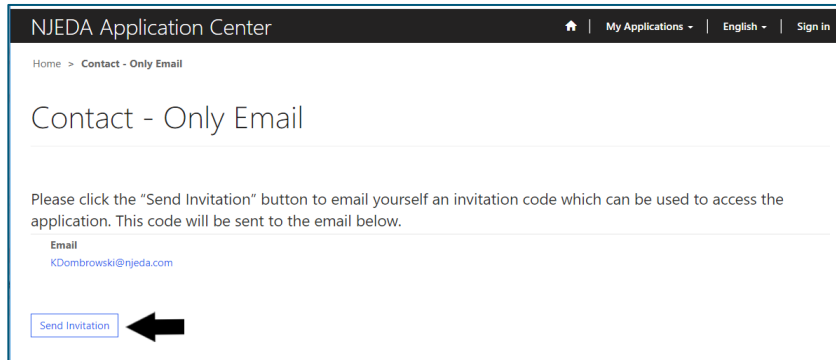 NJEDA Application Center
My Applications | English | Sign in
Home > Contact - Only Email
Contact - Only Email
Please click the “Send Invitation” button to email yourself an invitation code which can be used to access the
application. This code will be sent to the email below.
Email
KDombrowski@njeda.com
Send Invitation